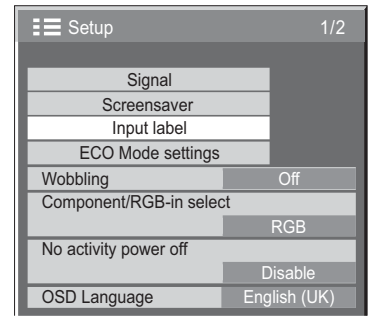 Setup 1/2
Signal
Screensaver
Input label
ECO Mode settings
Wobbling Off
Component/RGB-in select
RGB
No activity power off
Disable
OSD Language English (UK)